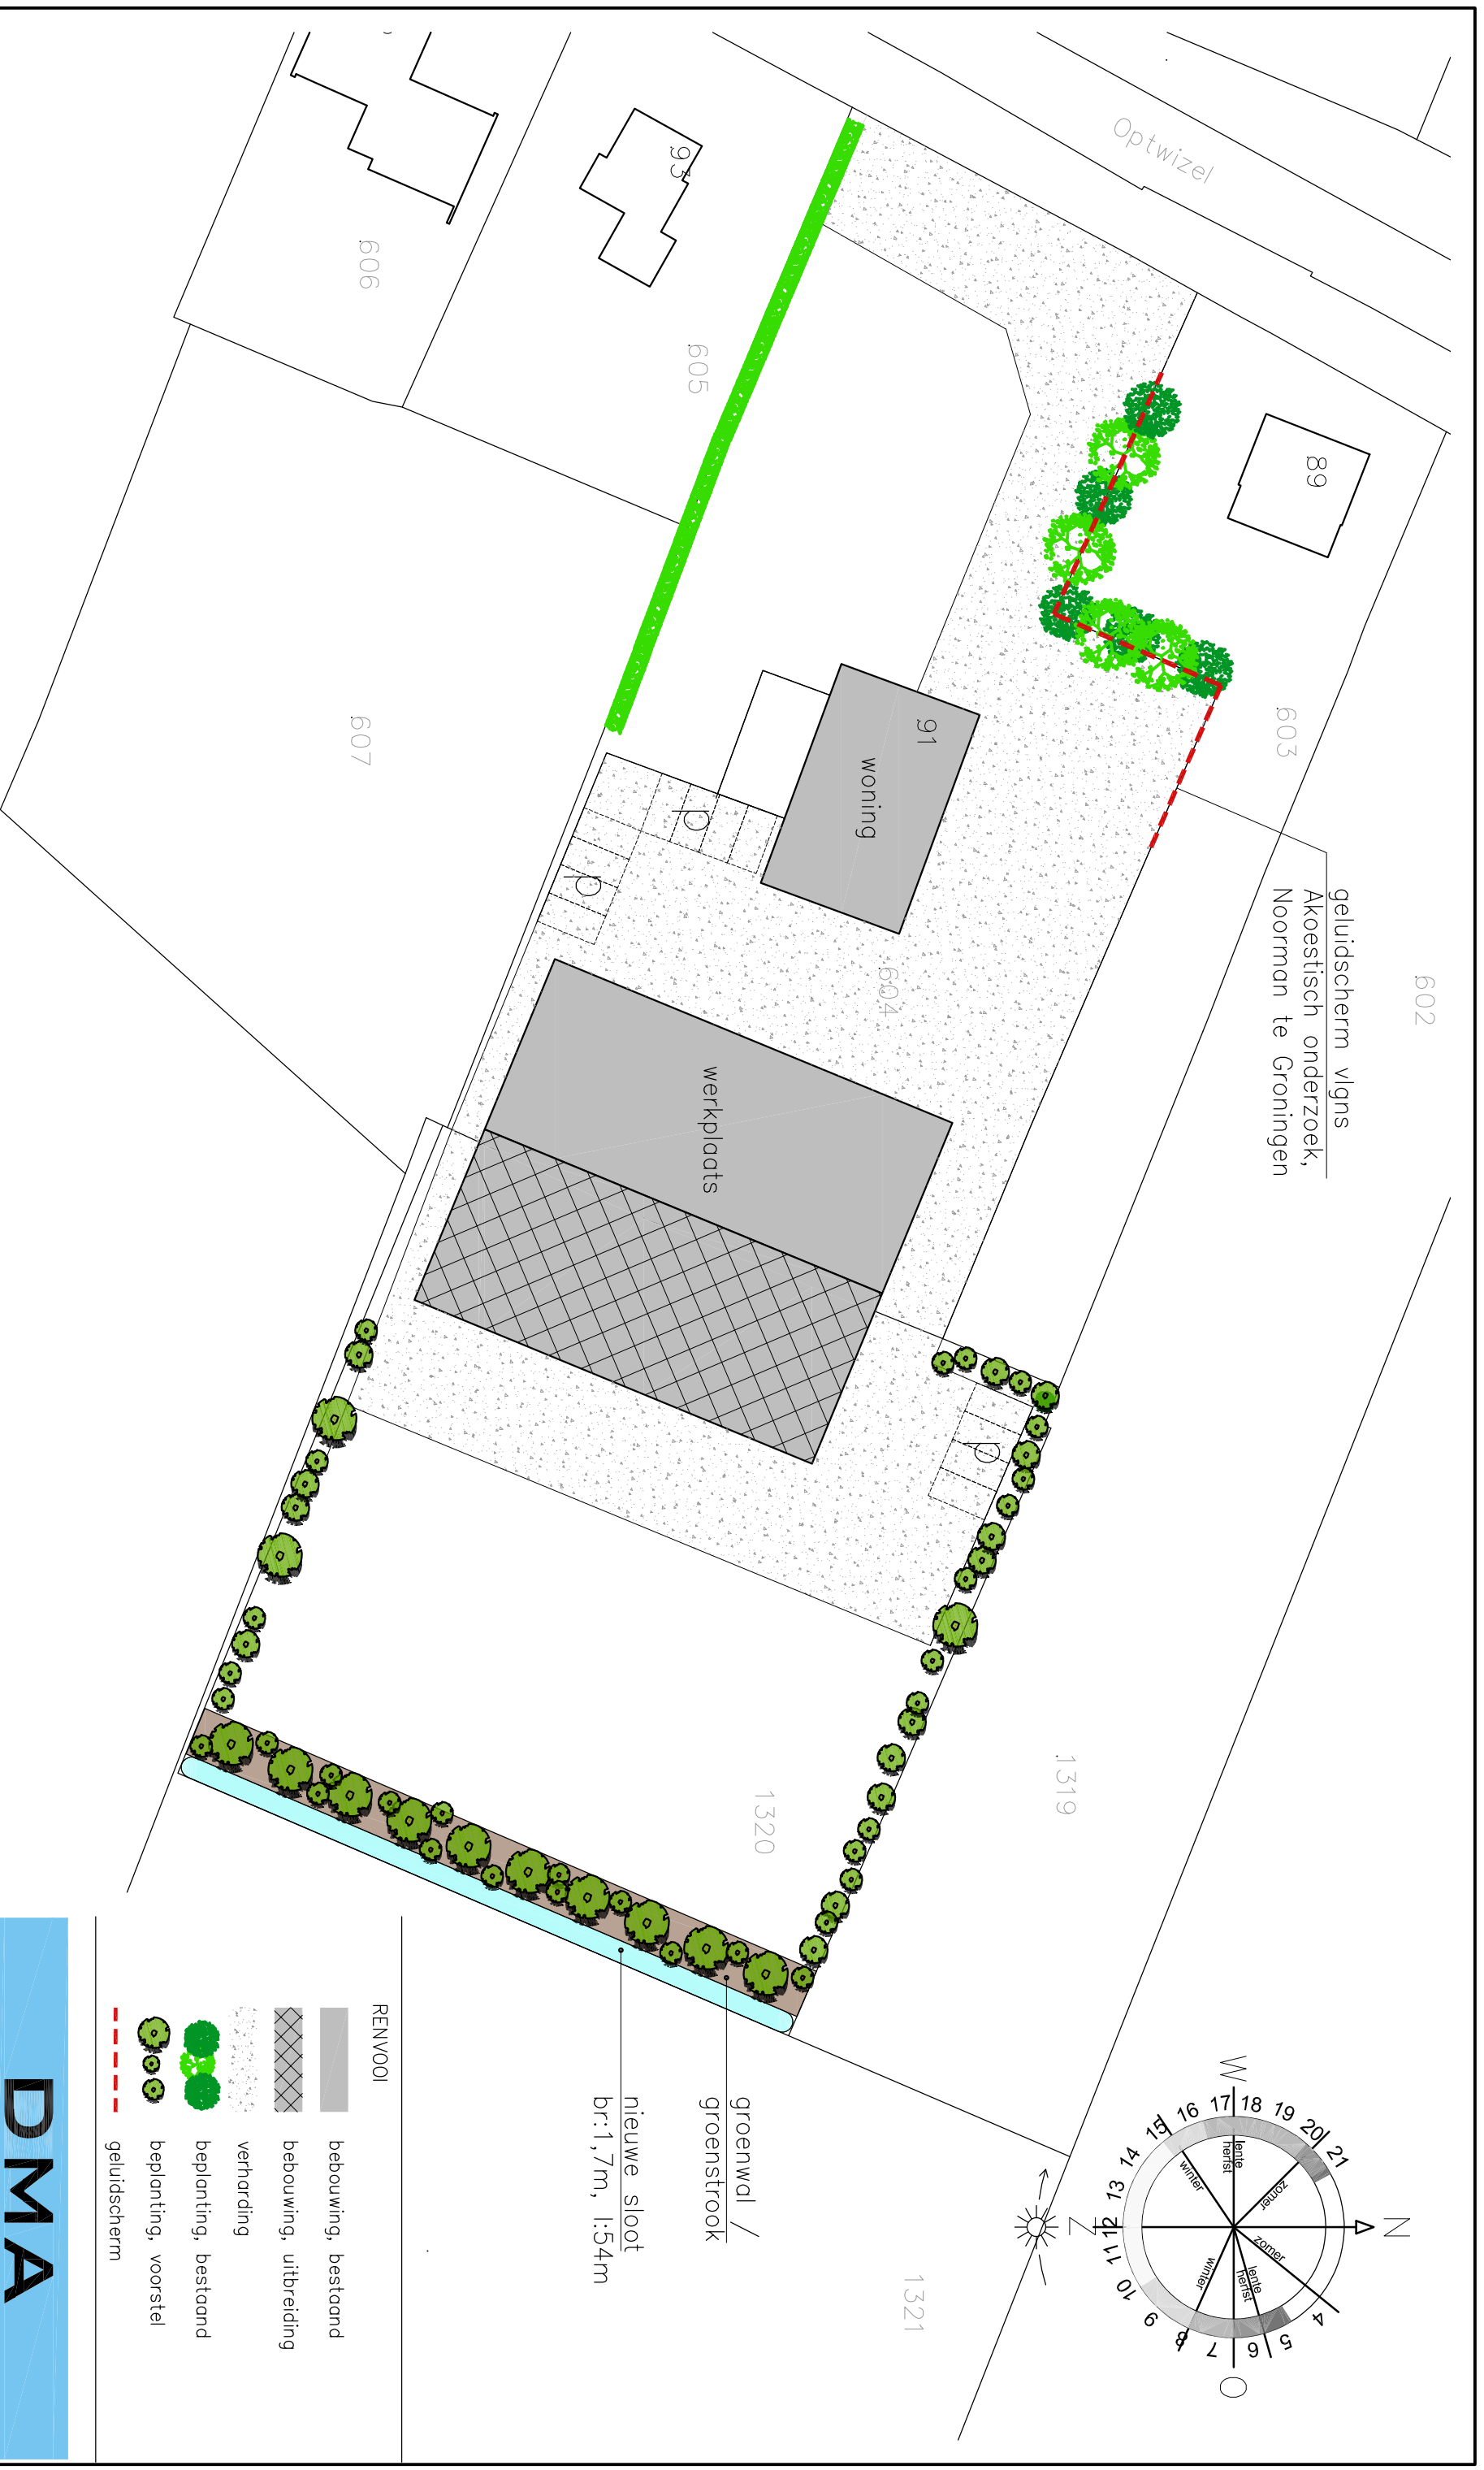 Optwizel
89
93
91
woning
werkplaats
602
603
604
605
606
607
1319
1320
1321
p
p
p
geluidscherm vlgns
Akoestisch onderzoek,
Noorman te Groningen
groenwal /
groenstrook
nieuwe sloot
br:1,7m, l:54m
N
O
Z
W
4
5
6
7
8
9
10
11
12
13
14
15
16
17
18
19
20
21
zomer
lente
herfst
winter
zomer
lente
herfst
winter
RENVOOI
bebouwing, bestaand
bebouwing, uitbreiding
verharding
beplanting, bestaand
beplanting, voorstel
geluidscherm
DMA